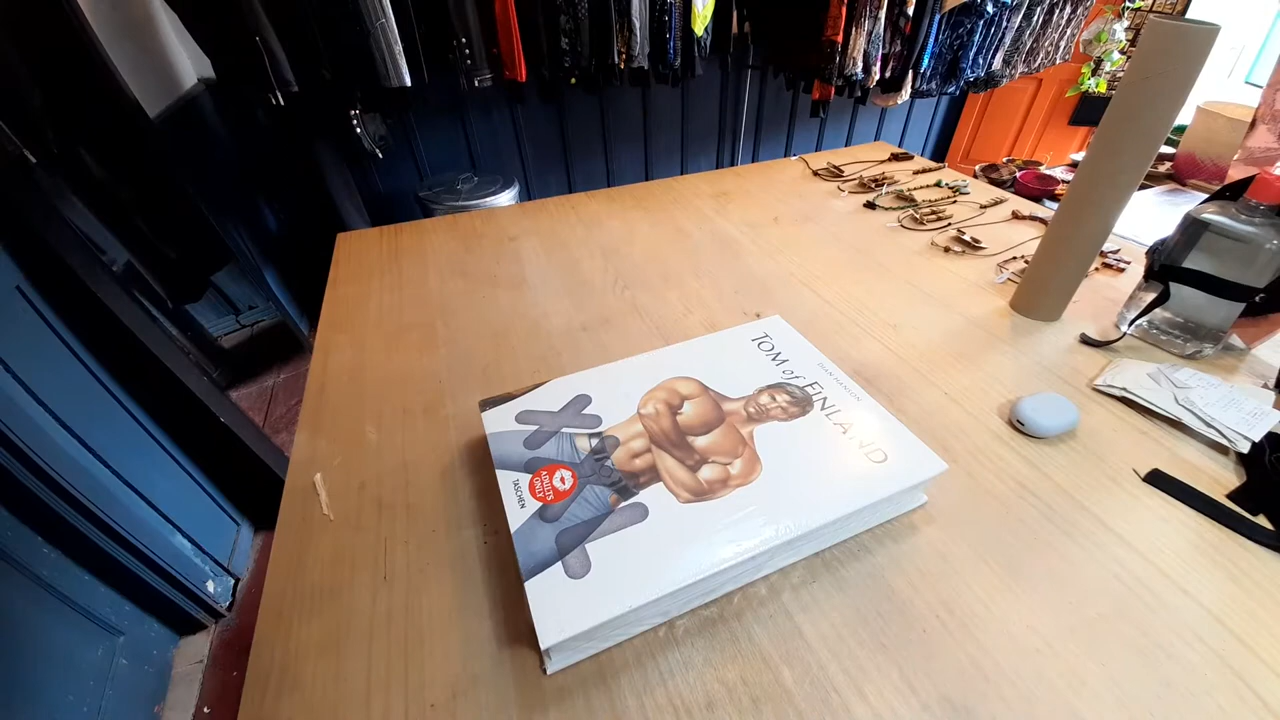 TOM of FINLAND
DIAN HANSON
ADULTS
ONLY
TASCHEN